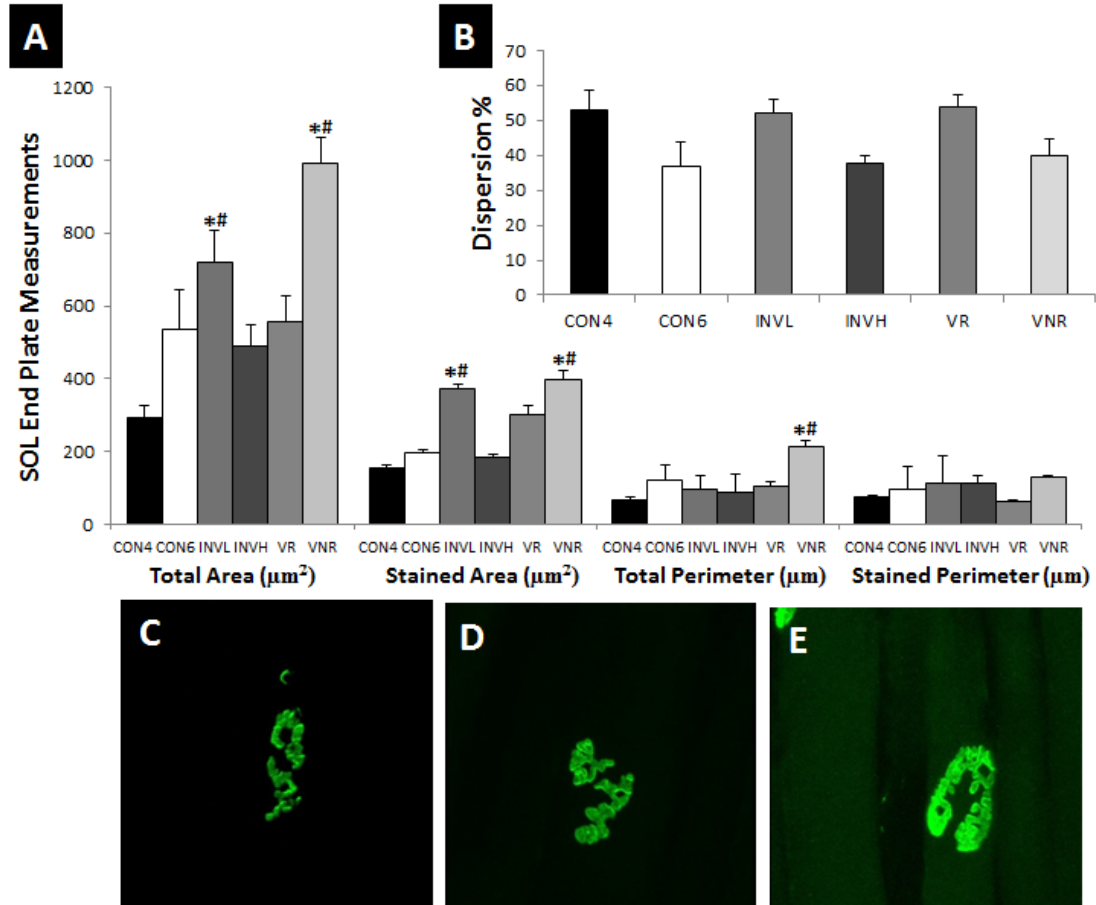 A
SOL End Plate Measurements
1200
1000
800
600
400
200
0
*#
*#
*#
*#
*#
CON4 CON6 INVL INVH VR VNR
CON4 CON6 INVL INVH VR VNR
CON4 CON6 INVL INVH VR VNR
CON4 CON6 INVL INVH VR VNR
Total Area (μm²)
Stained Area (μm²)
Total Perimeter (μm)
Stained Perimeter (μm)
B
Dispersion %
70
60
50
40
30
20
10
0
CON4 CON6 INVL INVH VR VNR
C
D
E